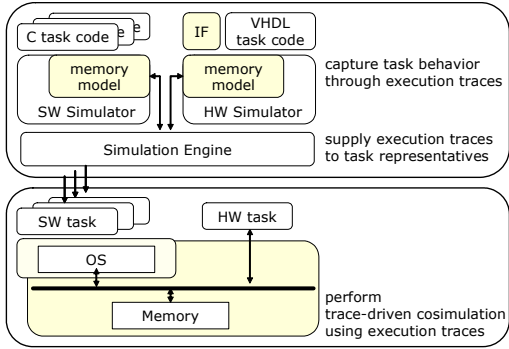 C task code
e
e
IF
VHDL
task code
memory
model
memory
model
SW Simulator
HW Simulator
capture task behavior
through execution traces
Simulation Engine
supply execution traces
to task representatives
SW task
HW task
OS
Memory
perform
trace-driven cosimulation
using execution traces